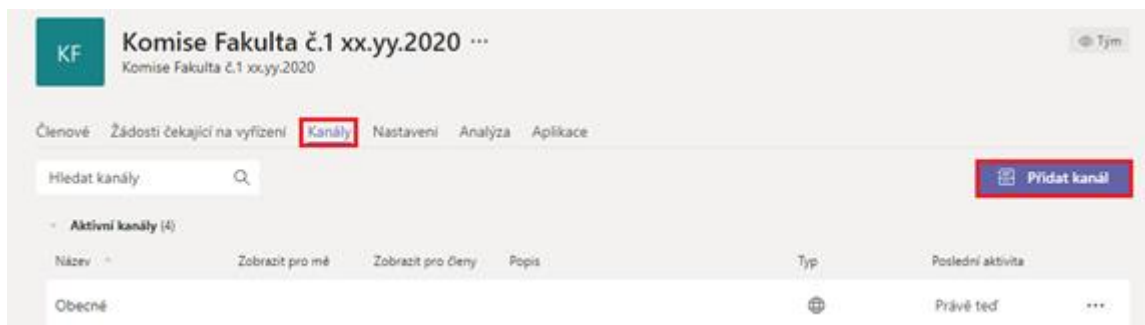 KF
Komise Fakulta č.1 xx.yy.2020 ···
Komise Fakulta č.1 xx.yy.2020
Tým
Členové Žádosti čekající na vyřízení Kanály Nastavení Analýza Aplikace
Hledat kanály
Přidat kanál
Aktivní kanály (4)
Název Zobrazit pro mě Zobrazit pro členy Popis Typ Poslední aktivita
Obecné Právě teď ···